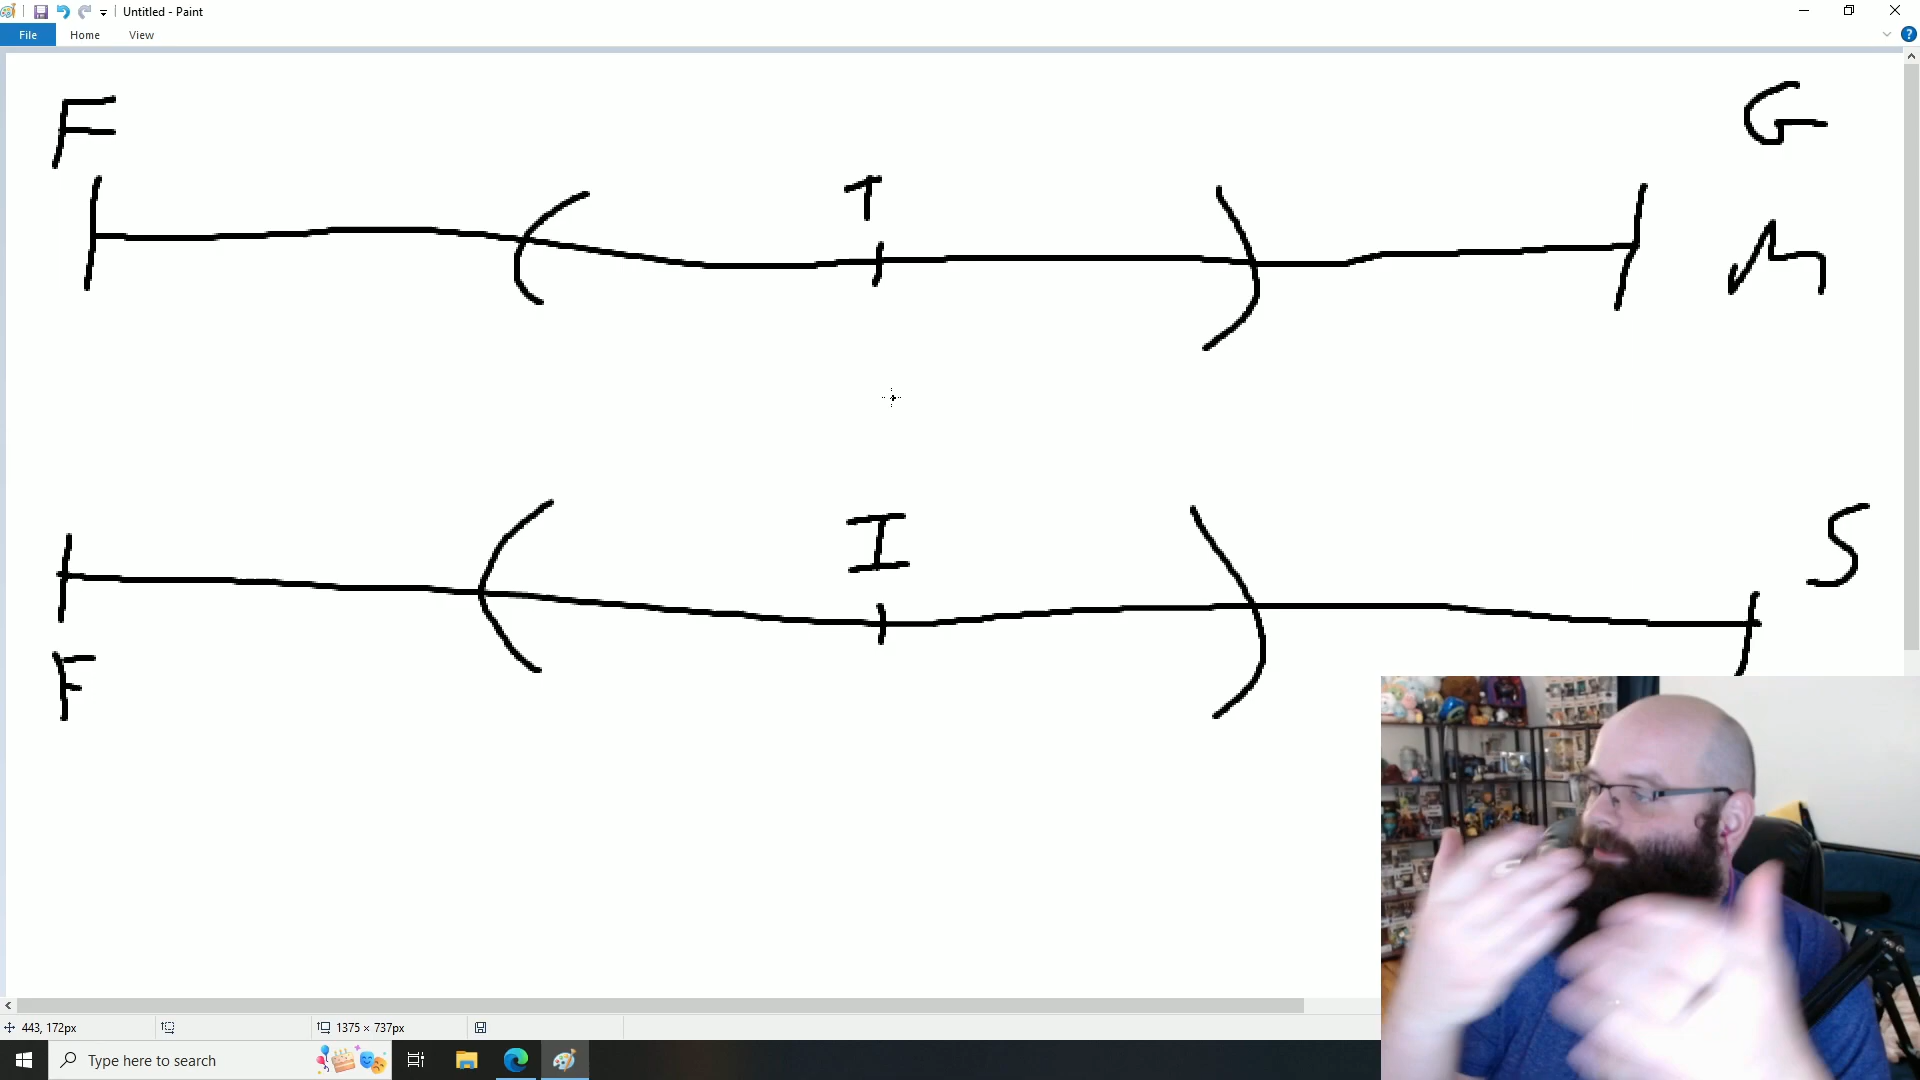 Untitled - Paint
File Home View
F
G
T
M
I
S
F
443, 172px
1375 × 737px
Type here to search